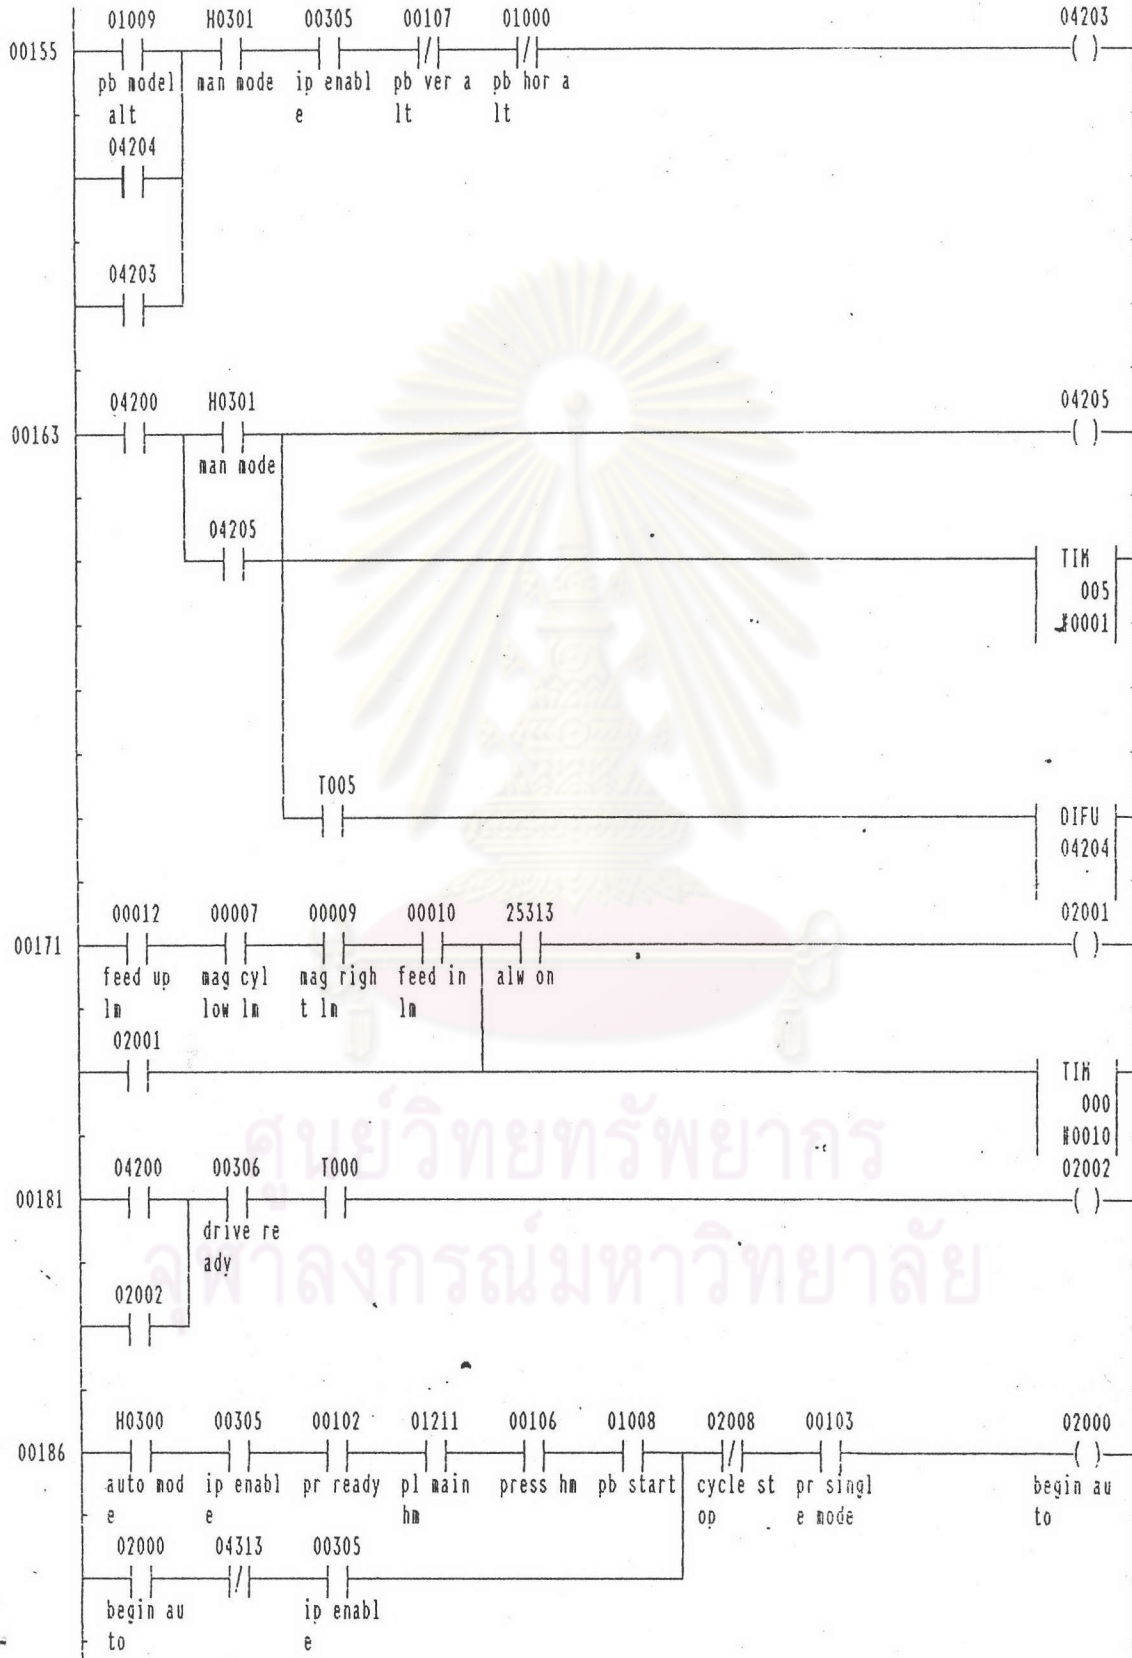 01009 H0301 00305 00107 01000 04203
00155
pb model man mode ip enabl pb ver a pb hor a
alt e lt lt
04204
04203
04200 H0301 04205
00163
man mode
04205
TIM
005
#0001
T005
DIFU
04204
00012 00007 00009 00010 25313 02001
00171
feed up mag cyl mag righ feed in alw on
lm low lm t lm lm
02001
TIM
000
#0010
04200 00306 T000 02002
00181
drive re
ady
02002
H0300 00305 00102 01211 00106 01008 02008 00103 02000
00186
auto mod ip enabl pr ready pl main press hm pb start cycle st pr singl begin au
e e hm op e mode to
02000 04313 00305
begin au ip enabl
to e
ศูนย์วิทยทรัพยากร
จุฬาลงกรณ์มหาวิทยาลัย